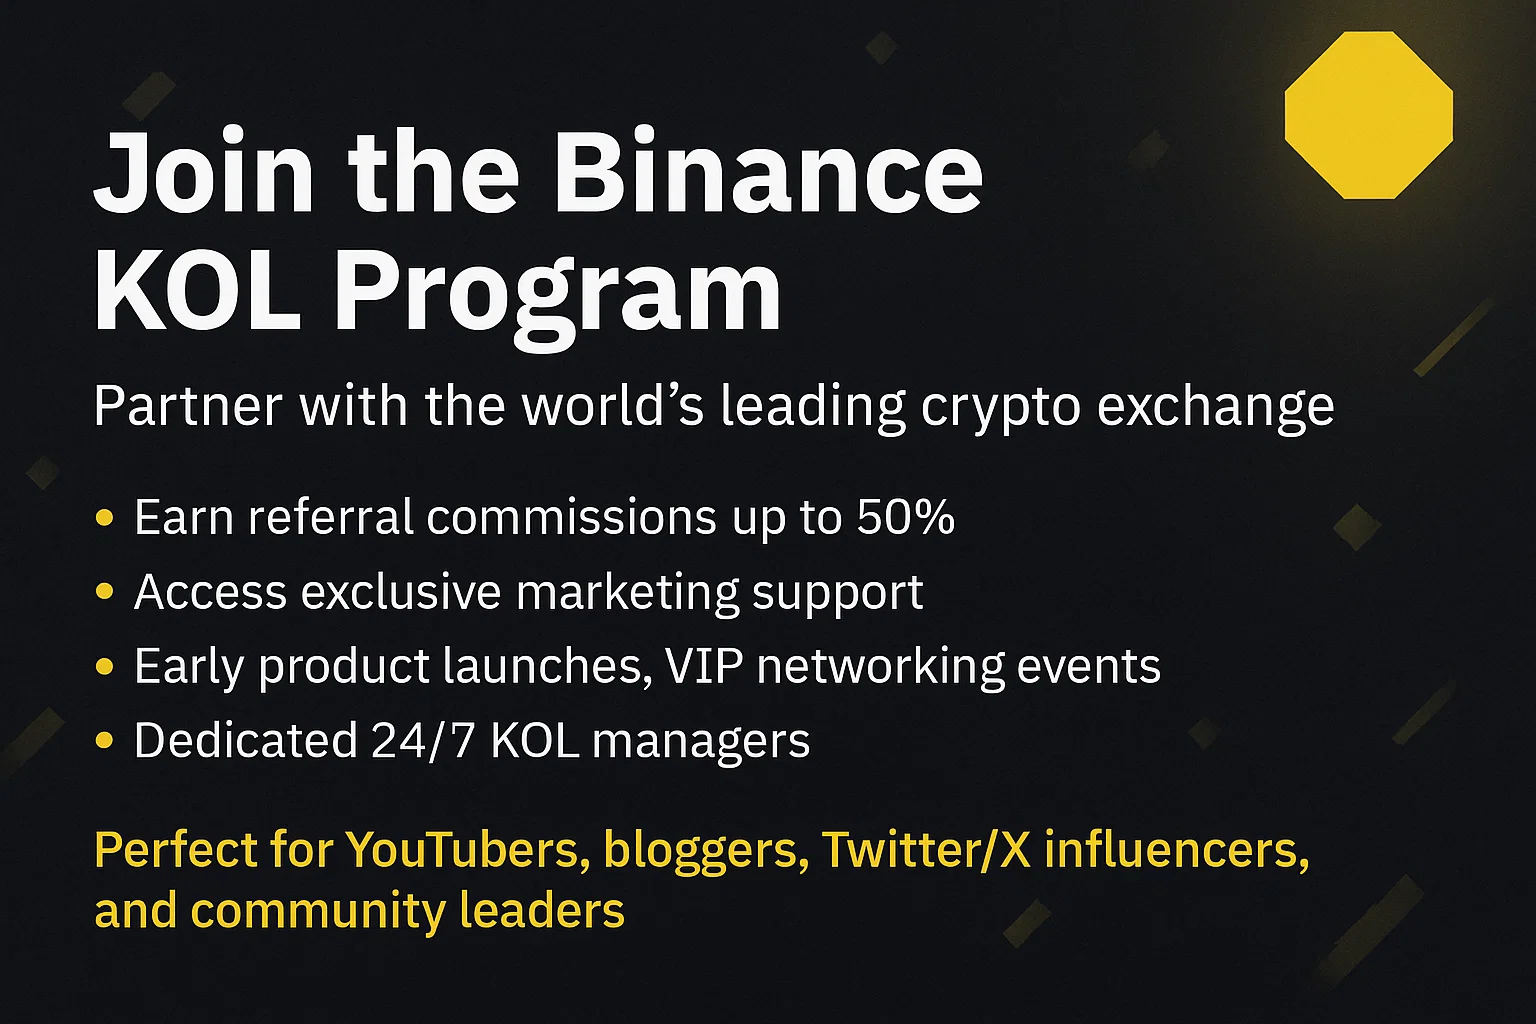 Join the Binance
KOL Program
Partner with the world’s leading crypto exchange
• Earn referral commissions up to 50%
• Access exclusive marketing support
• Early product launches, VIP networking events
• Dedicated 24/7 KOL managers
Perfect for YouTubers, bloggers, Twitter/X influencers,
and community leaders